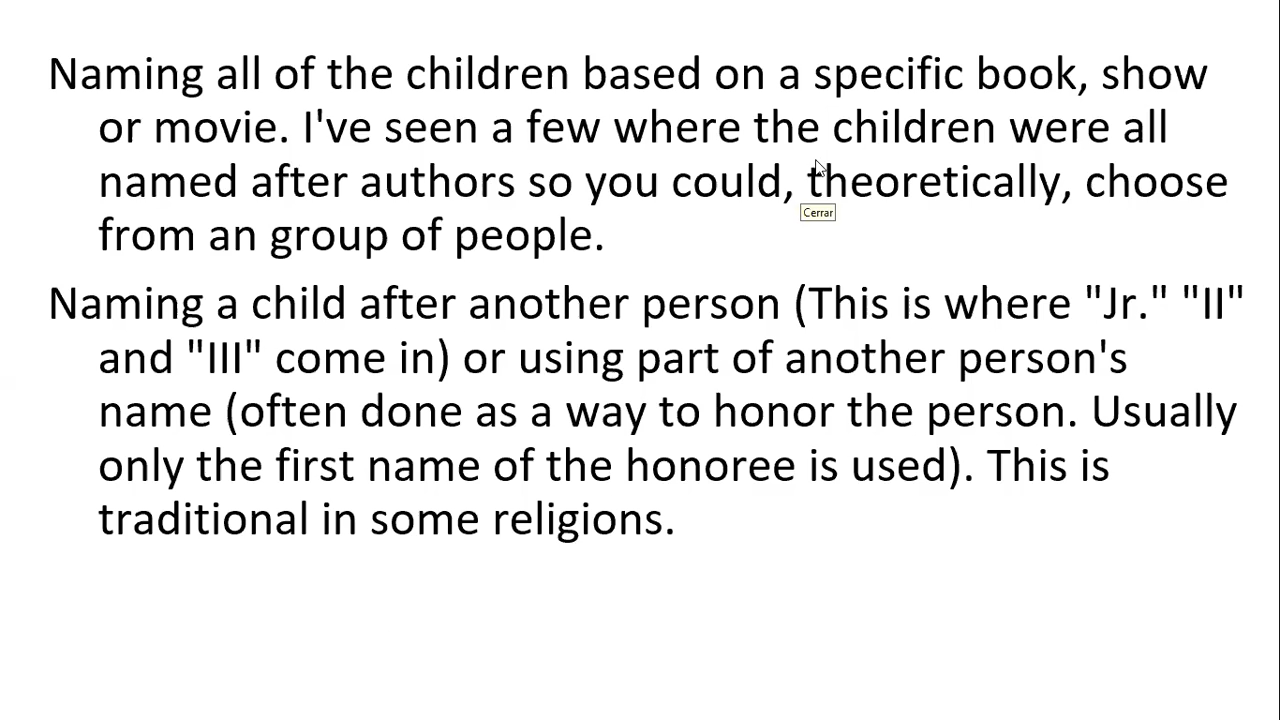 Naming all of the children based on a specific book, show
or movie. I've seen a few where the children were all
named after authors so you could, theoretically, choose
Cerrar
from an group of people.
Naming a child after another person (This is where "Jr." "II"
and "III" come in) or using part of another person's
name (often done as a way to honor the person. Usually
only the first name of the honoree is used). This is
traditional in some religions.